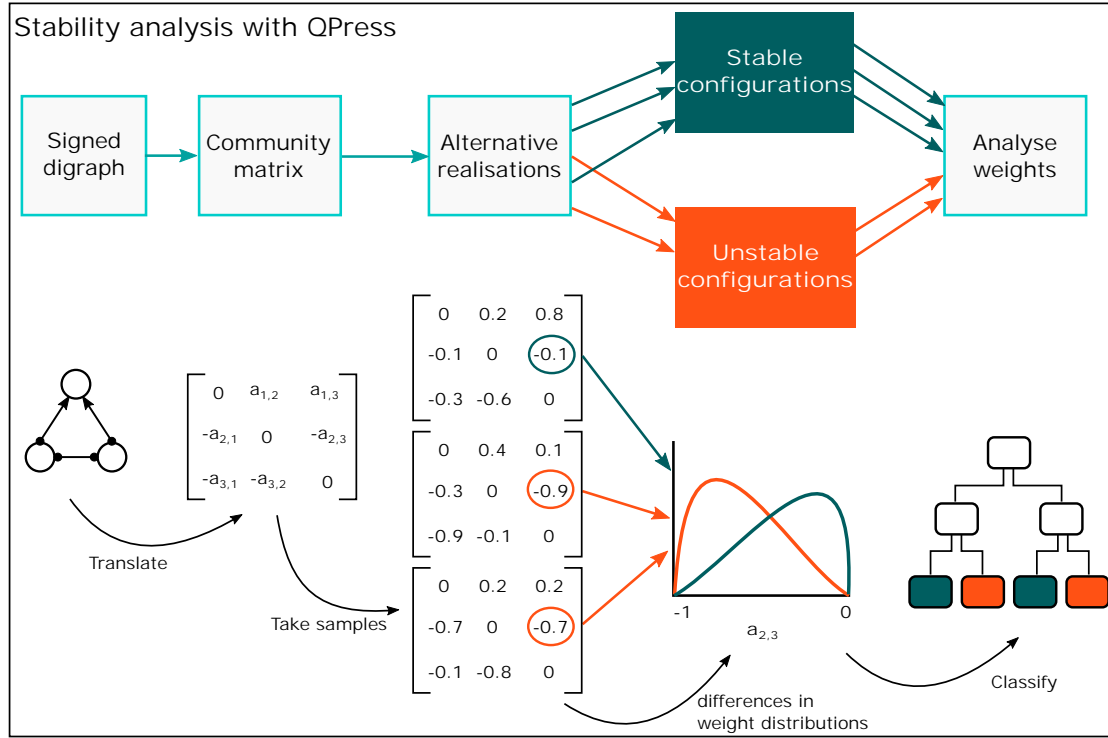 Stability analysis with QPress
Signed
digraph
Community
matrix
Alternative
realisations
Stable
configurations
Unstable
configurations
Analyse
weights
0 a1,2 a1,3
-a2,1 0 -a2,3
-a3,1 -a3,2 0
0 0.2 0.8
-0.1 0 -0.1
-0.3 -0.6 0
0 0.4 0.1
-0.3 0 -0.9
-0.9 -0.1 0
0 0.2 0.2
-0.7 0 -0.7
-0.1 -0.8 0
-1 0
a2,3
Translate
Take samples
differences in
weight distributions
Classify